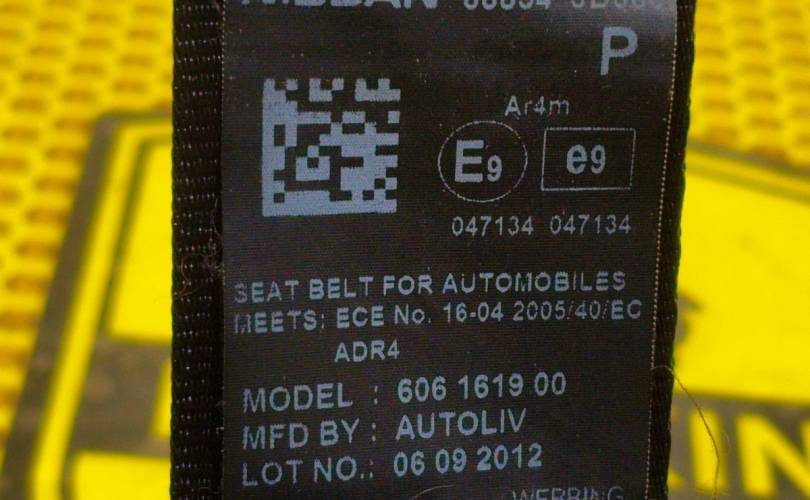 NISSAN
P
Ar4m
E9 e9
047134 047134
SEAT BELT FOR AUTOMOBILES
MEETS: ECE No. 16-04 2005/40/EC
ADR4
MODEL : 606 1619 00
MFD BY : AUTOLIV
LOT NO.: 06 09 2012
WEBBING